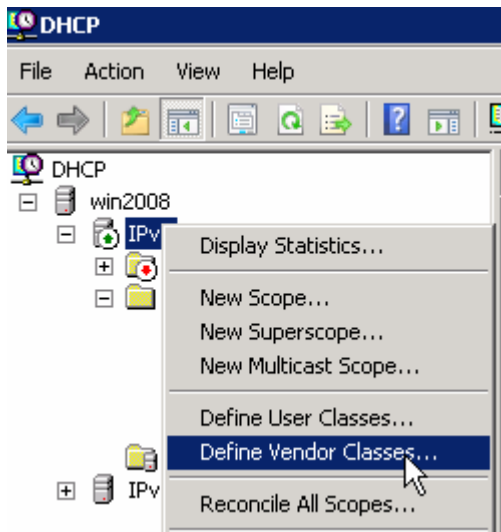 DHCP
File Action View Help
DHCP
win2008
IPv
Display Statistics...
New Scope...
New Superscope...
New Multicast Scope...
Define User Classes...
Define Vendor Classes...
IPv
Reconcile All Scopes...